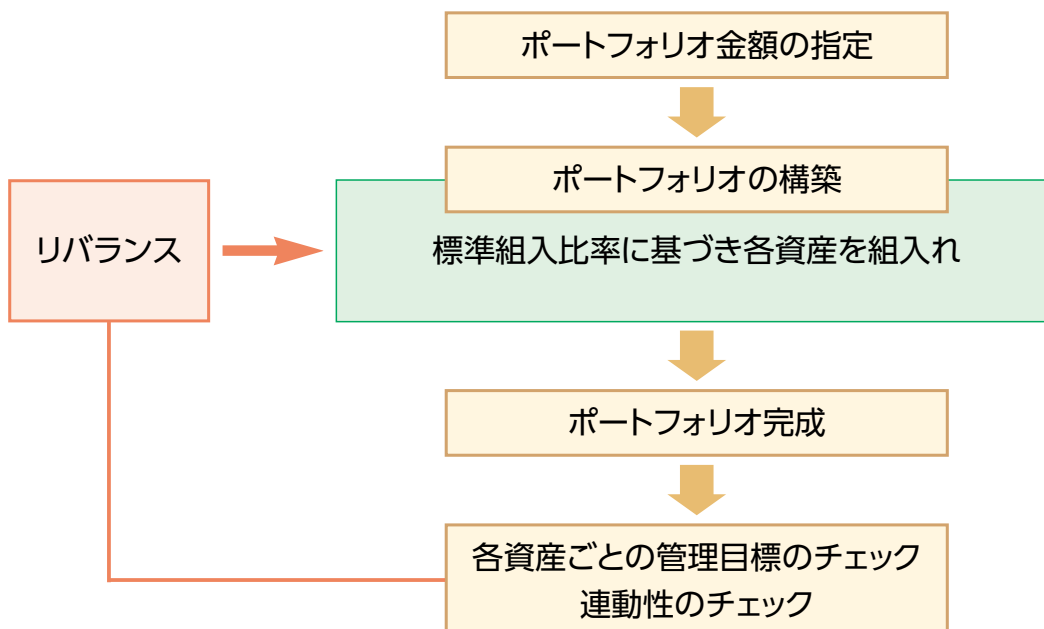 ポートフォリオ金額の指定
ポートフォリオの構築
リバランス
標準組入比率に基づき各資産を組入れ
ポートフォリオ完成
各資産ごとの管理目標のチェック
連動性のチェック